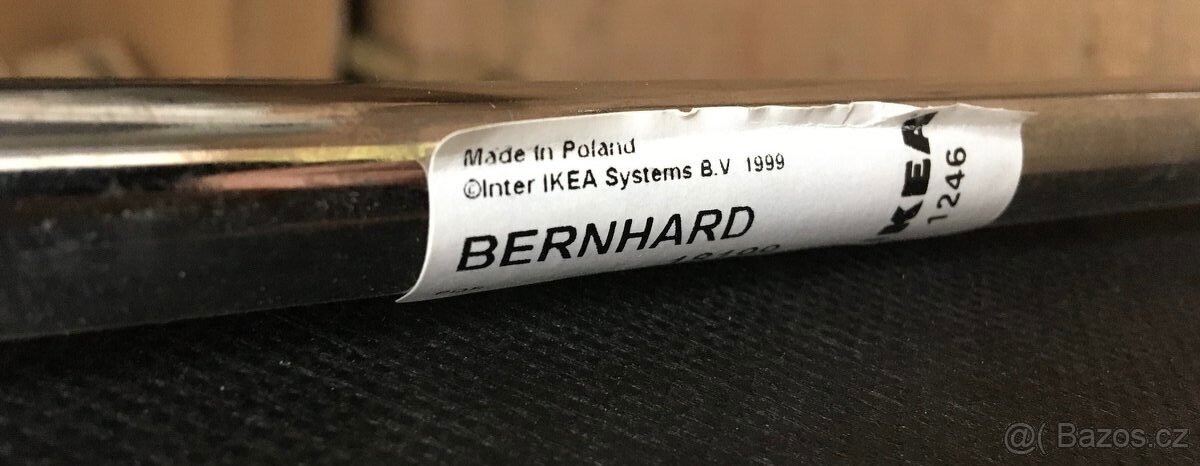 Made in Poland
©Inter IKEA Systems B.V 1999
BERNHARD
IKEA
1246
@( Bazos.cz